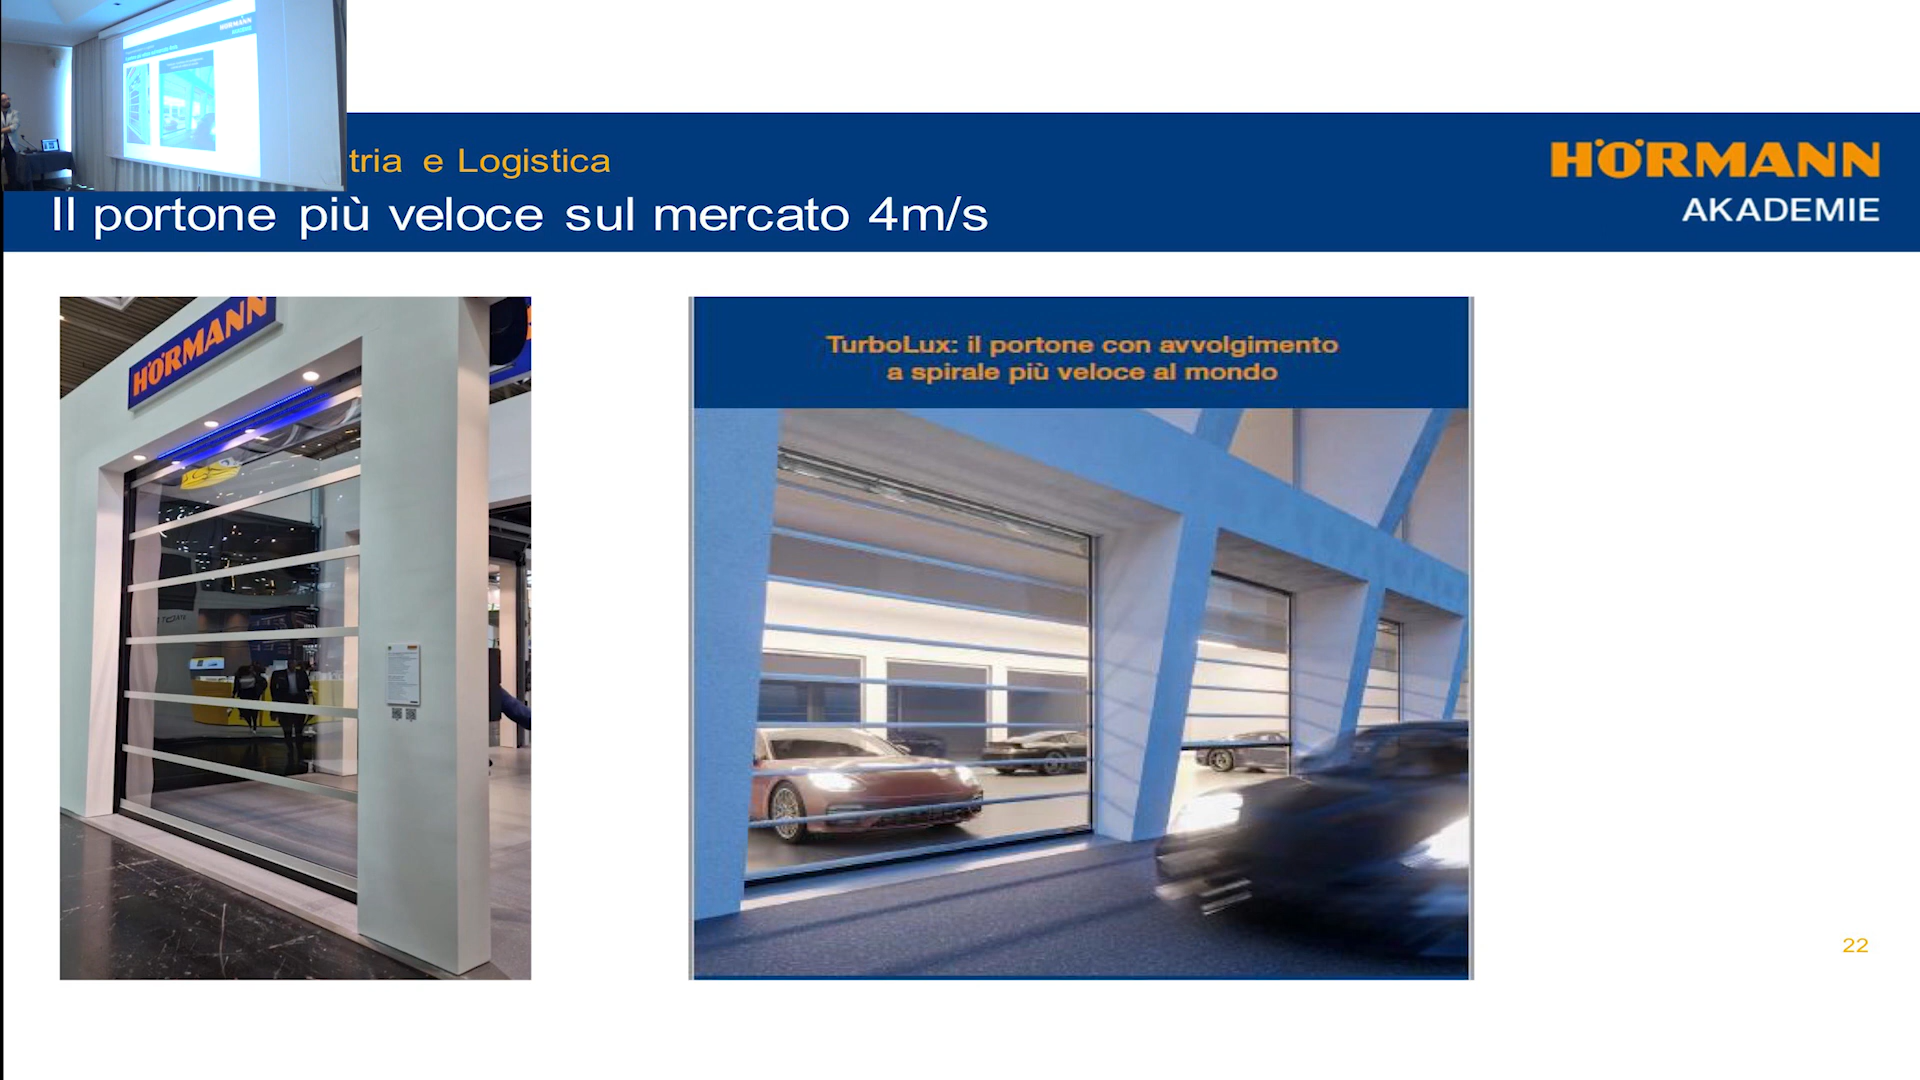 tria e Logistica
Il portone più veloce sul mercato 4m/s
HÖRMANN
AKADEMIE
HÖRMANN
TurboLux: il portone con avvolgimento
a spirale più veloce al mondo
22